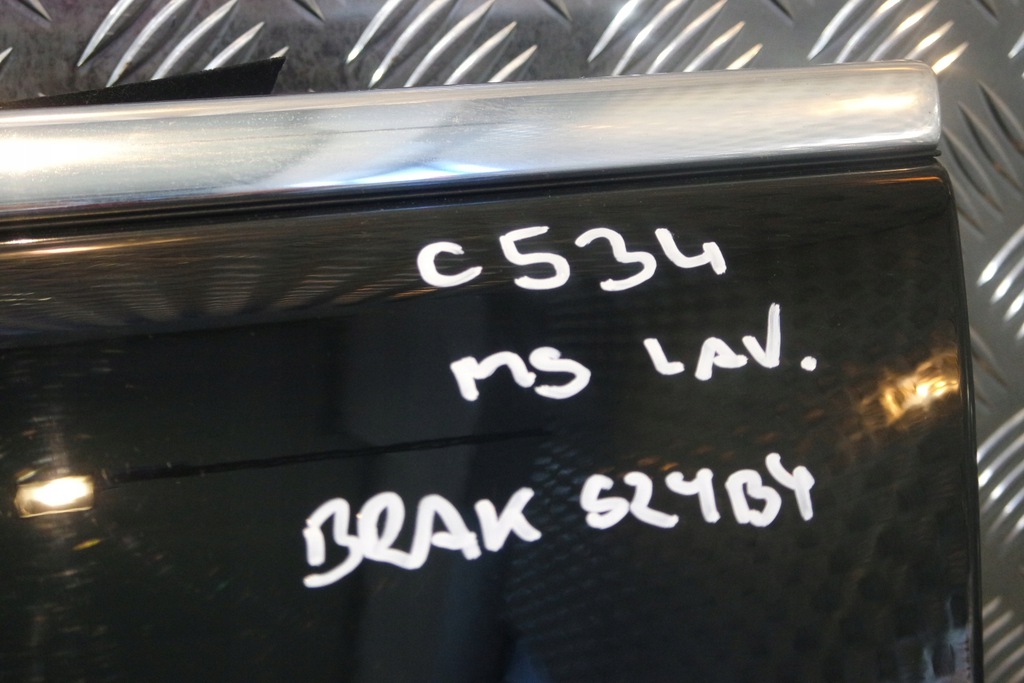 C534
MS LAV.
BRAK SZYBY